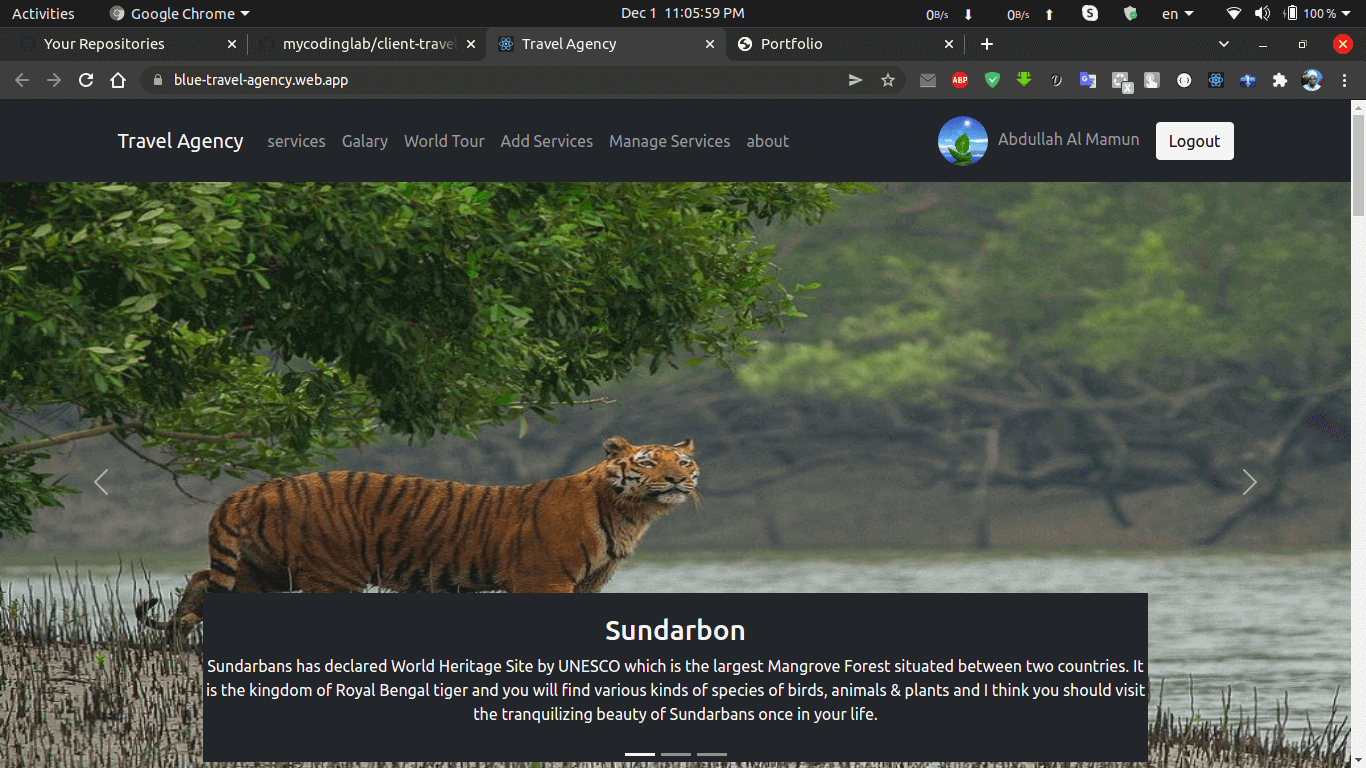 Activities
Google Chrome
Dec 1 11:05:59 PM
0B/s
0B/s
en
100 %
Your Repositories
mycodinglab/client-travel
Travel Agency
Portfolio
blue-travel-agency.web.app
ABP
Travel Agency
services
Galary
World Tour
Add Services
Manage Services
about
Abdullah Al Mamun
Logout
Sundarbon
Sundarbans has declared World Heritage Site by UNESCO which is the largest Mangrove Forest situated between two countries. It
is the kingdom of Royal Bengal tiger and you will find various kinds of species of birds, animals & plants and I think you should visit
the tranquilizing beauty of Sundarbans once in your life.